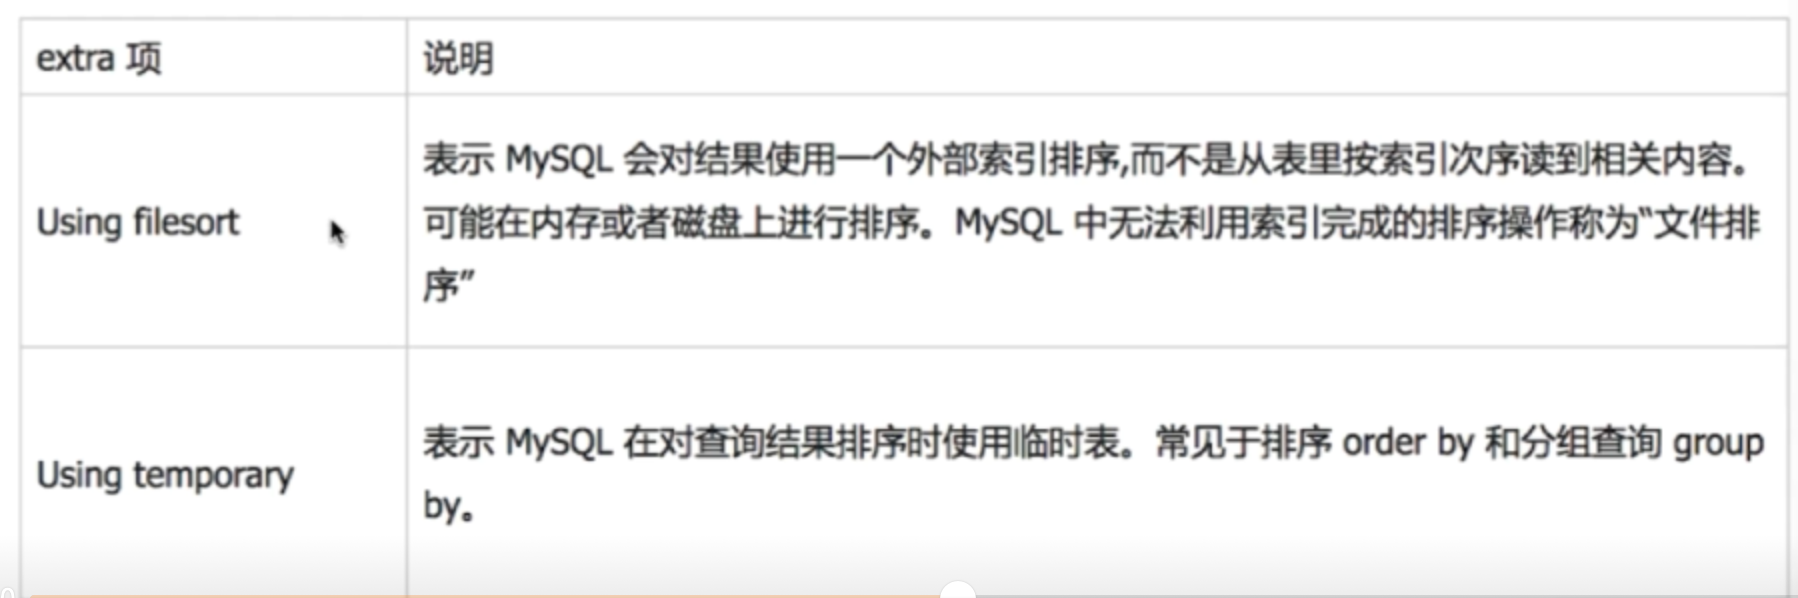 extra 项
说明
Using filesort
表示 MySQL 会对结果使用一个外部索引排序,而不是从表里按索引次序读到相关内容。
可能在内存或者磁盘上进行排序。MySQL 中无法利用索引完成的排序操作称为“文件排
序”
Using temporary
表示 MySQL 在对查询结果排序时使用临时表。常见于排序 order by 和分组查询 group
by。